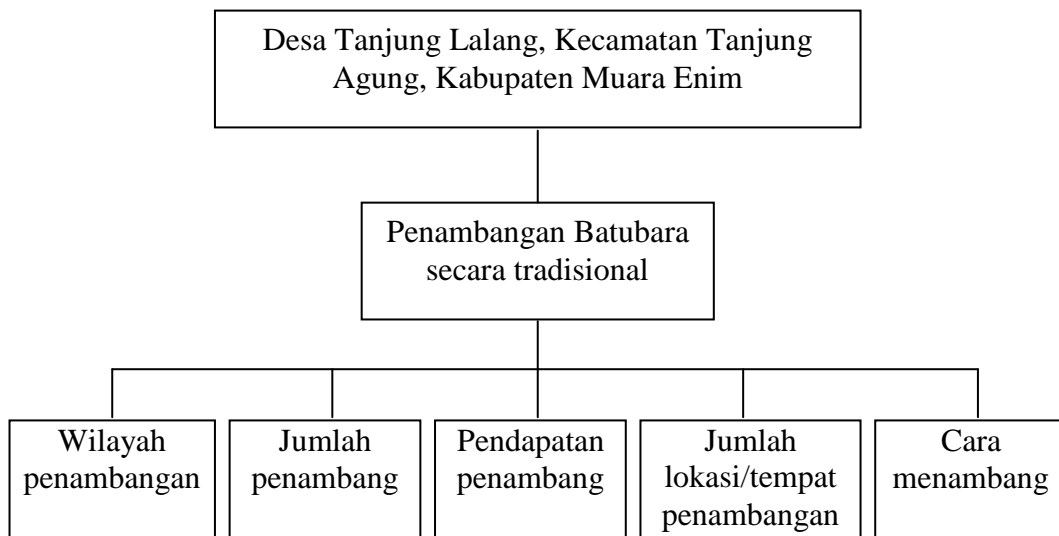 Desa Tanjung Lalang, Kecamatan Tanjung
Agung, Kabupaten Muara Enim
Penambangan Batubara
secara tradisional
Wilayah
penambangan
Jumlah
penambang
Pendapatan
penambang
Jumlah
lokasi/tempat
penambangan
Cara
menambang